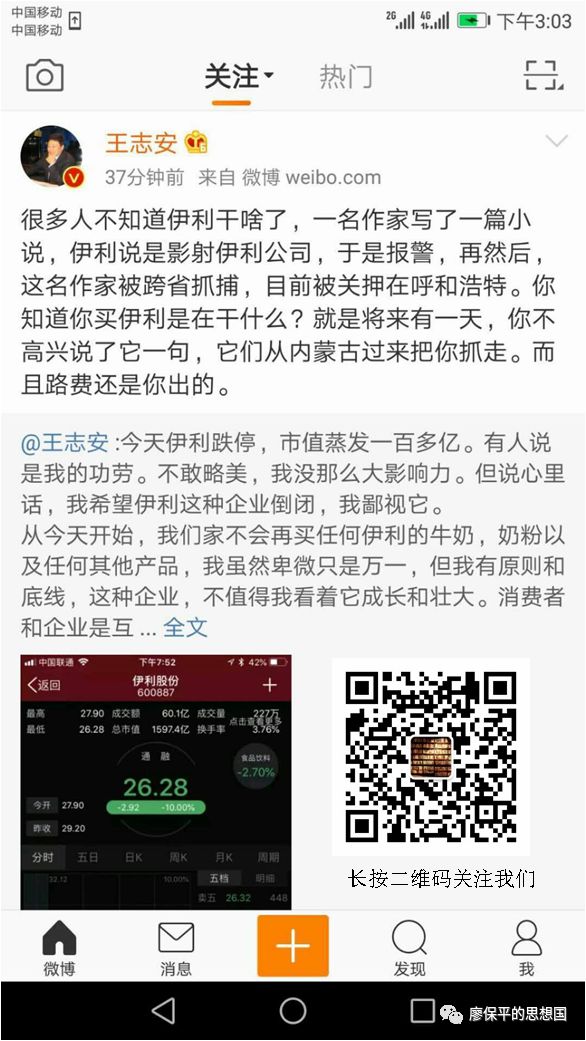 中国移动
中国移动
2G 4G 下午3:03
关注 热门
王志安
37分钟前 来自 微博 weibo.com
很多人不知道伊利干啥了，一名作家写了一篇小
说，伊利说是影射伊利公司，于是报警，再然后，
这名作家被跨省抓捕，目前被关押在呼和浩特。你
知道你买伊利是在干什么？就是将来有一天，你不
高兴说了它一句，它们从内蒙古过来把你抓走。而
且路费还是你出的。
@王志安 :今天伊利跌停，市值蒸发一百多亿。有人说
是我的功劳。不敢略美，我没那么大影响力。但说心里
话，我希望伊利这种企业倒闭，我鄙视它。
从今天开始，我们家不会再买任何伊利的牛奶，奶粉以
及任何其他产品，我虽然卑微只是万一，但我有原则和
底线，这种企业，不值得我看着它成长和壮大。消费者
和企业是互 ... 全文
中国联通 下午7:52 42%
返回 伊利股份
600887
最高 27.90 成交额 60.1亿 成交量 227万
点击查看更多
最低 26.28 总市值 1597.4亿 换手率 3.76%
通 融
食品饮料
-2.70%
26.28
-2.92 -10.00%
今开 27.90
昨收 29.20
分时 五日 日K 周K 月K 周期
32.12 10.00% 五档 明细
卖五 26.32 448
长按二维码关注我们
微博 消息 发现 我
廖保平的思想国